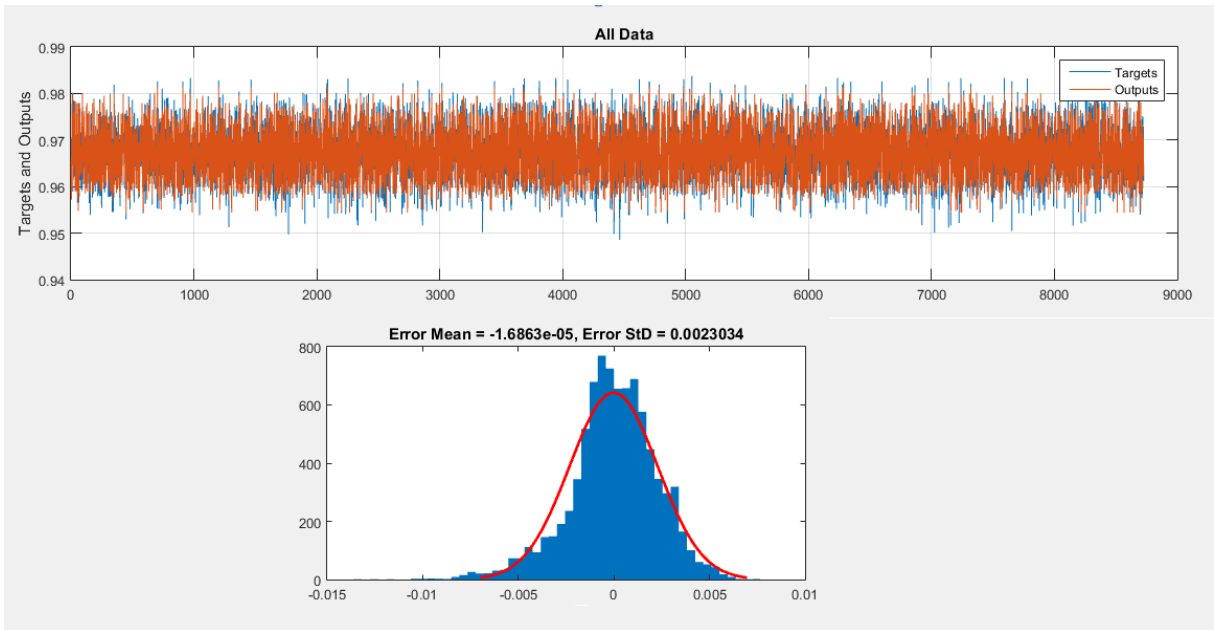 All Data
Targets and Outputs
0.99
0.98
0.97
0.96
0.95
0.94
0 1000 2000 3000 4000 5000 6000 7000 8000 9000
Targets
Outputs
Error Mean = -1.6863e-05, Error StD = 0.0023034
800
600
400
200
0
-0.015 -0.01 -0.005 0 0.005 0.01